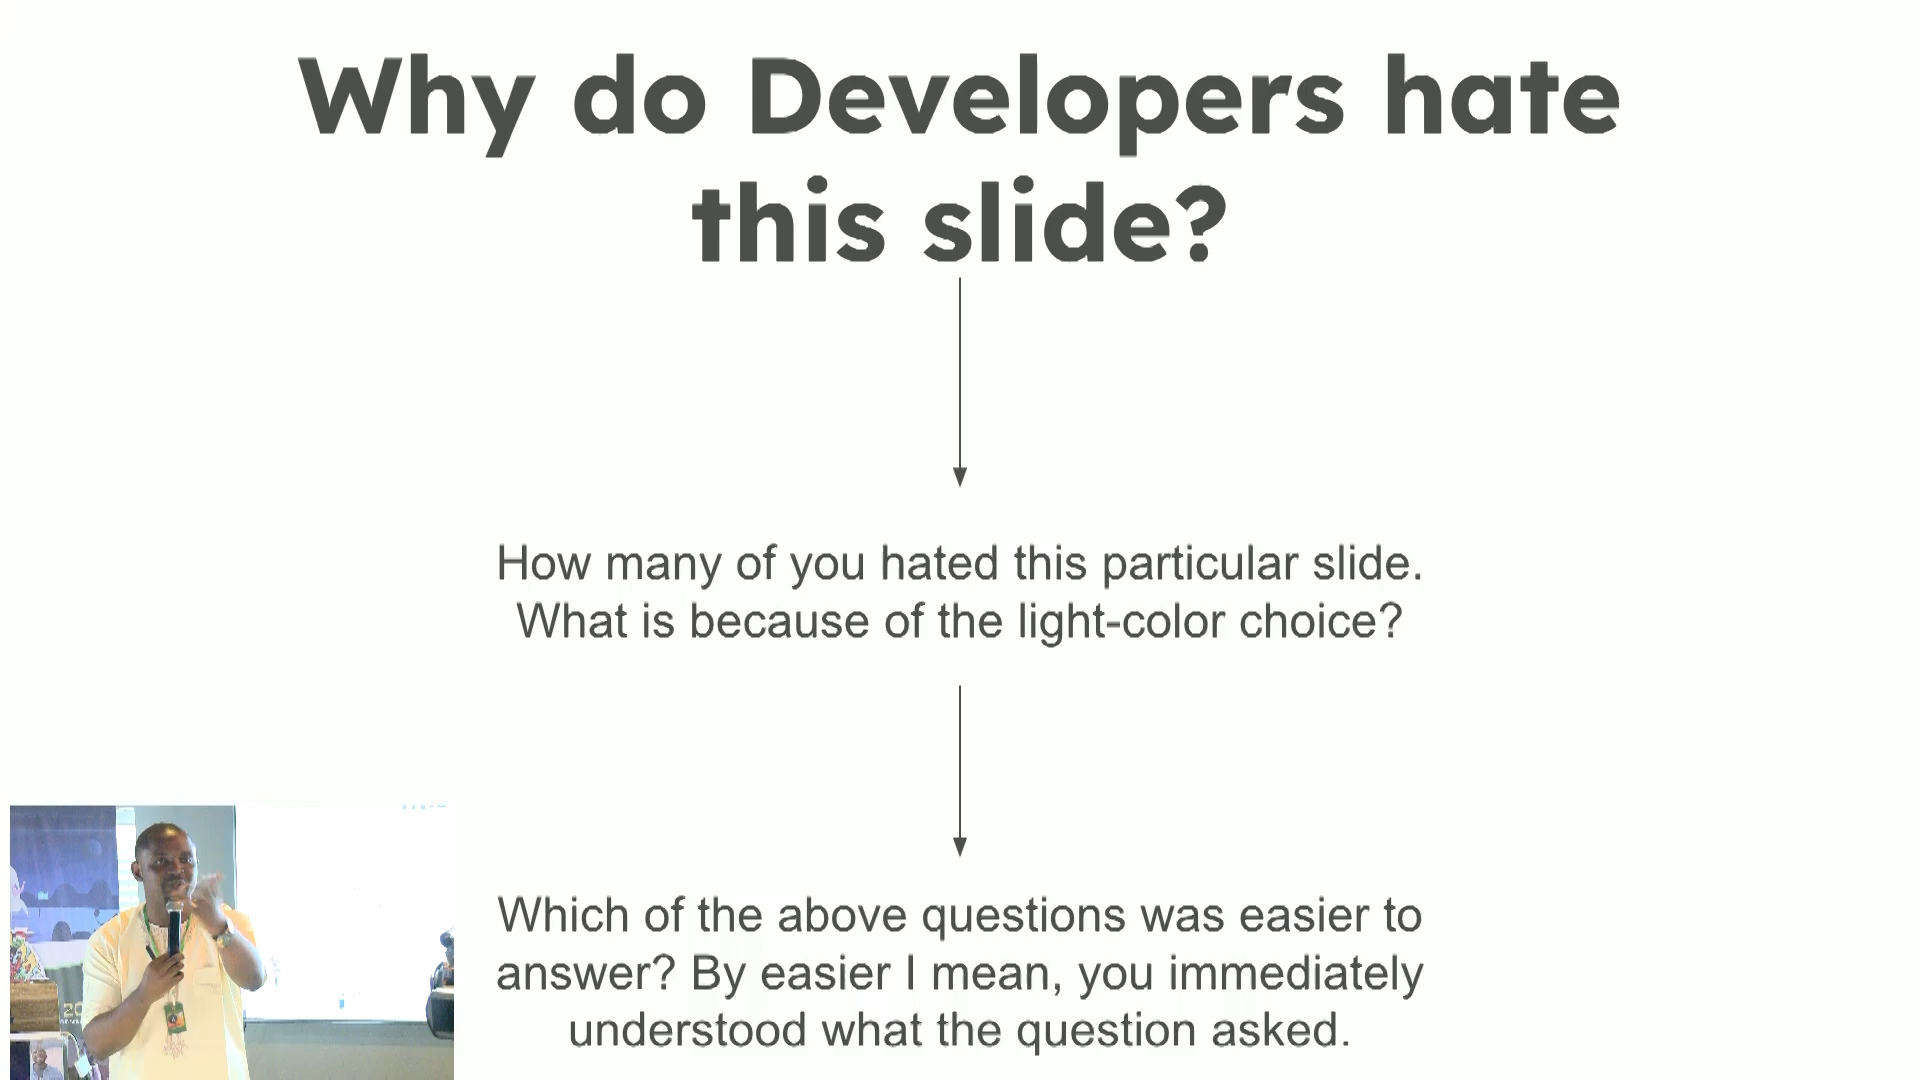 Why do Developers hate
this slide?
How many of you hated this particular slide.
What is because of the light-color choice?
Which of the above questions was easier to
answer? By easier I mean, you immediately
understood what the question asked.
20